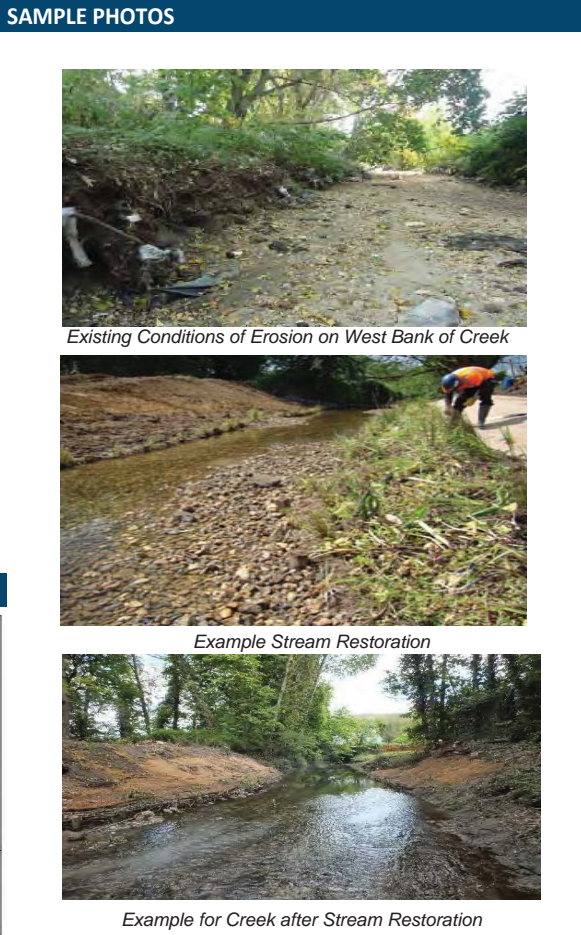 SAMPLE PHOTOS
Existing Conditions of Erosion on West Bank of Creek
Example Stream Restoration
Example for Creek after Stream Restoration